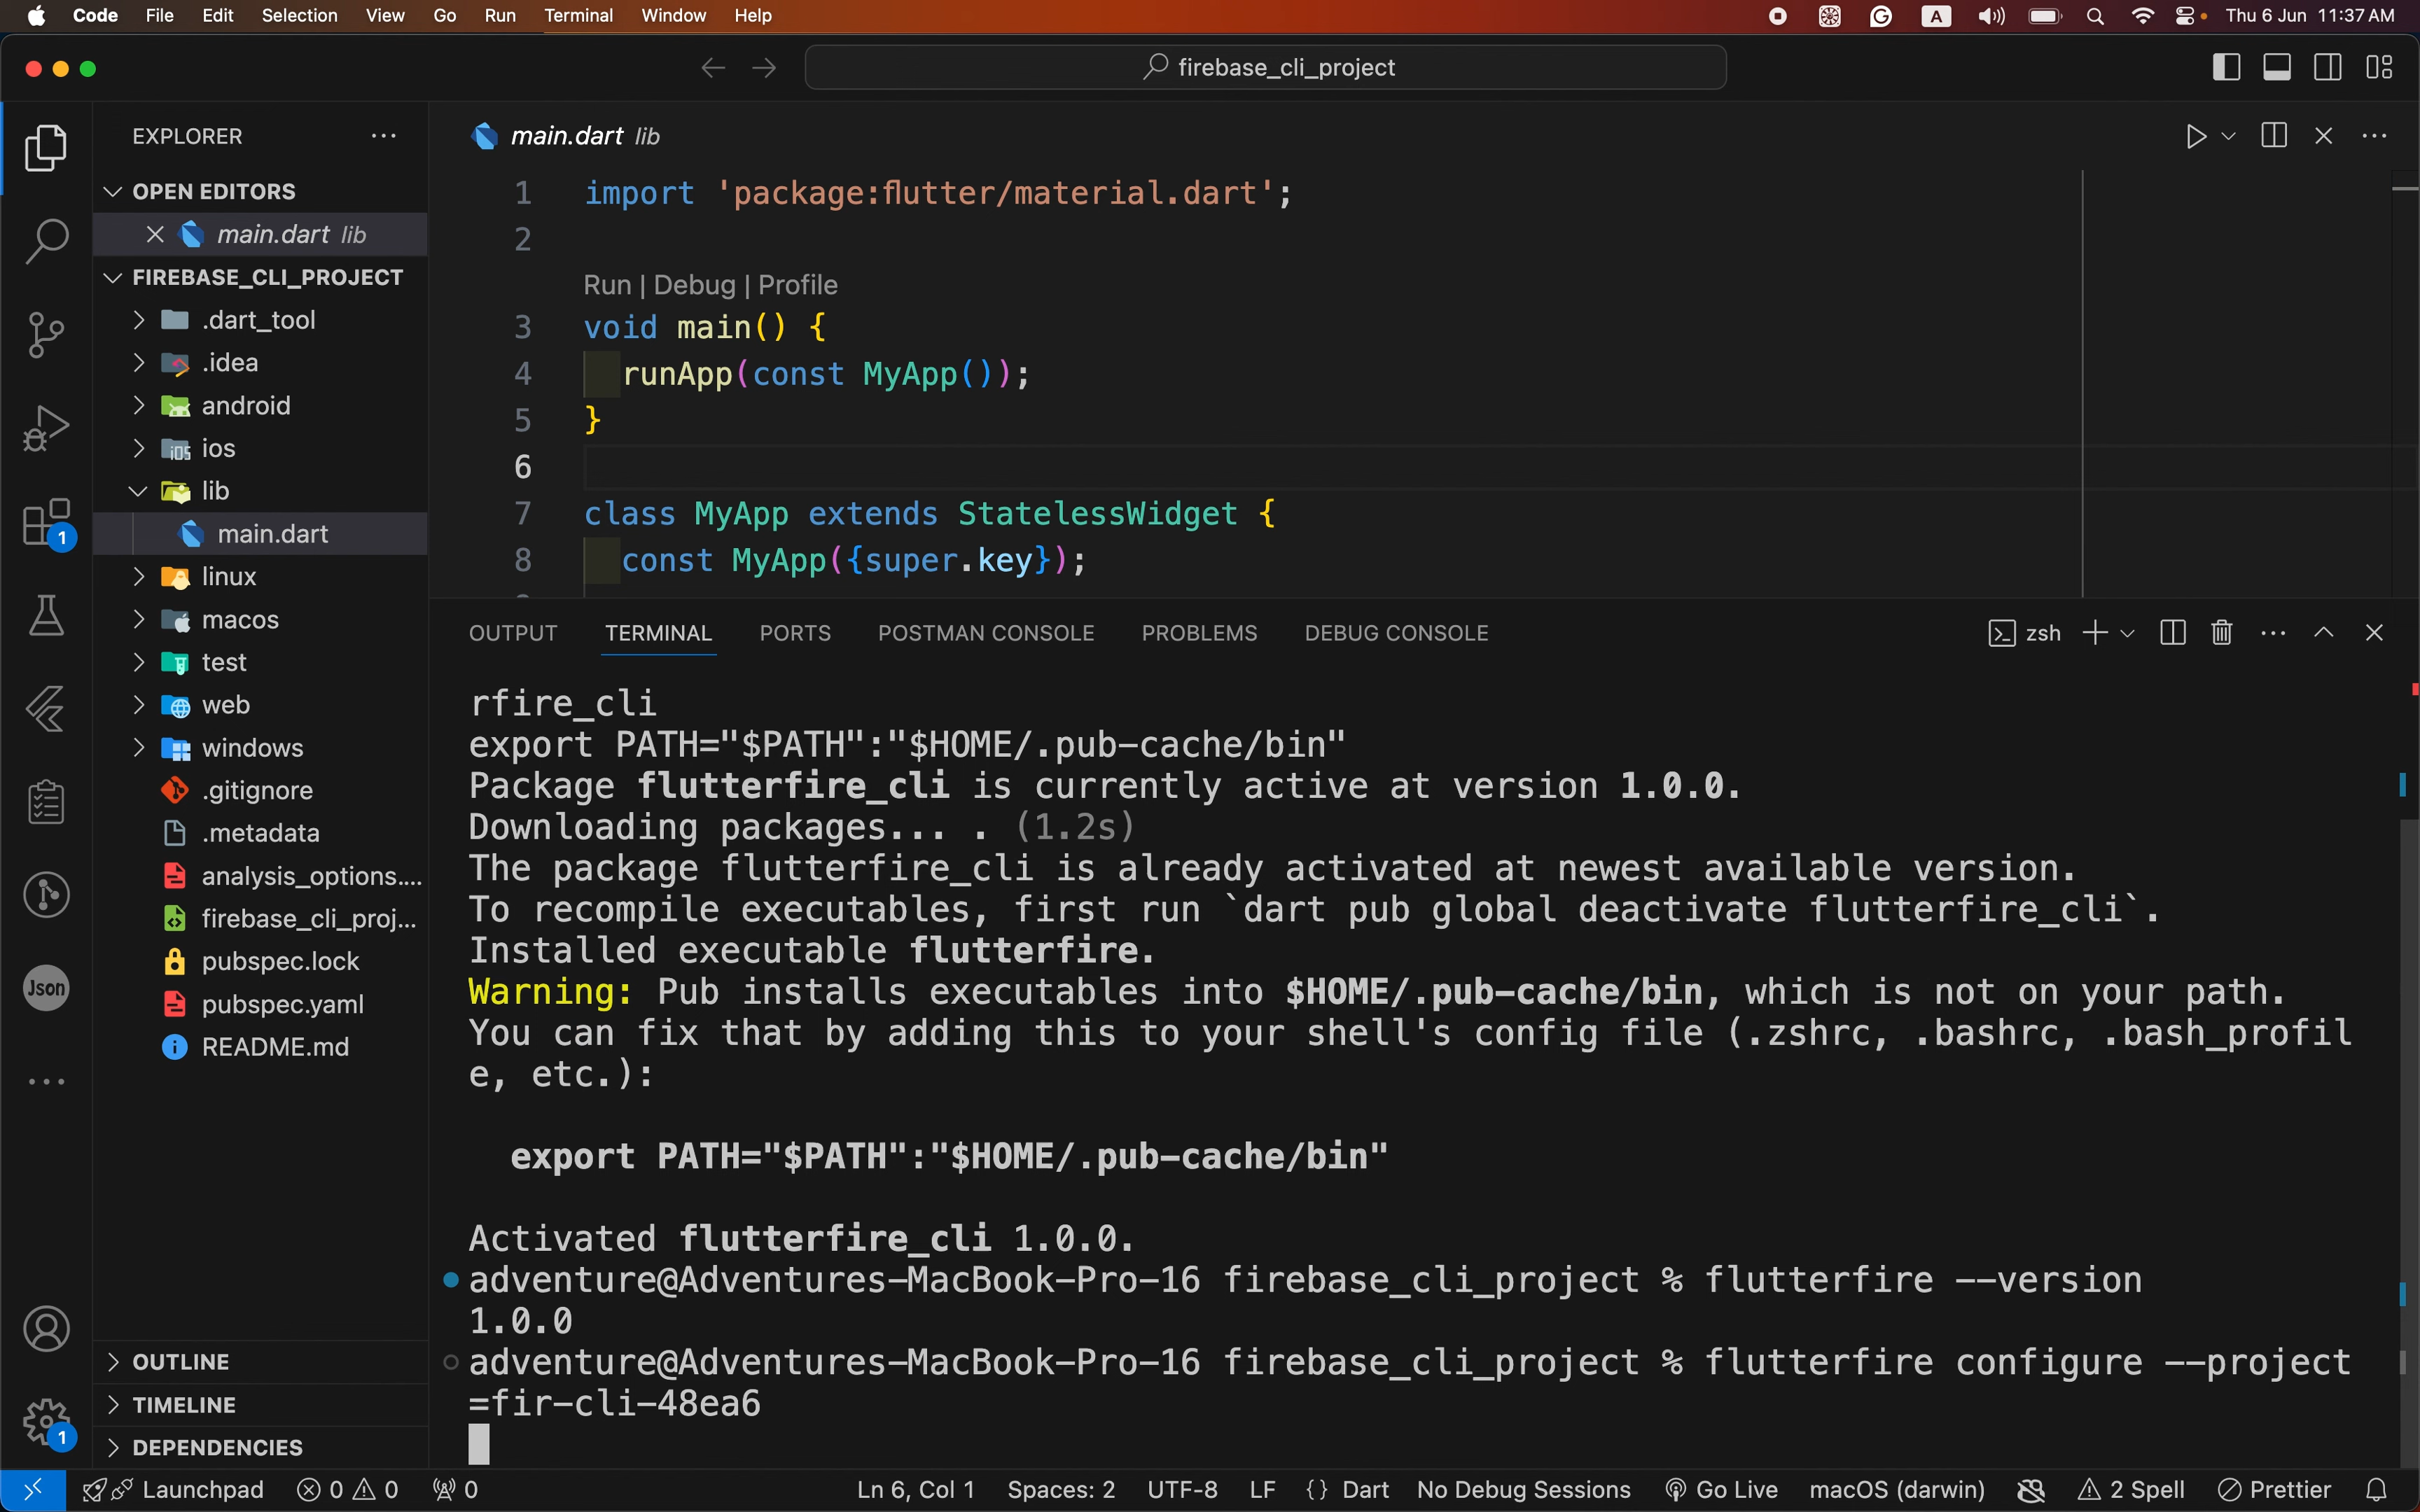 Code File Edit Selection View Go Run Terminal Window Help
A
Thu 6 Jun 11:37 AM
firebase_cli_project
EXPLORER
OPEN EDITORS
main.dart lib
FIREBASE_CLI_PROJECT
.dart_tool
.idea
android
ios
lib
main.dart
linux
macos
test
web
windows
.gitignore
.metadata
analysis_options....
firebase_cli_proj...
pubspec.lock
pubspec.yaml
README.md
OUTLINE
TIMELINE
DEPENDENCIES
1
Json
1
main.dart lib
1 import 'package:flutter/material.dart';
2
Run | Debug | Profile
3 void main() {
4 runApp(const MyApp());
5 }
6
7 class MyApp extends StatelessWidget {
8 const MyApp({super.key});
OUTPUT TERMINAL PORTS POSTMAN CONSOLE PROBLEMS DEBUG CONSOLE
zsh
rfire_cli
export PATH="$PATH":"$HOME/.pub-cache/bin"
Package flutterfire_cli is currently active at version 1.0.0.
Downloading packages... . (1.2s)
The package flutterfire_cli is already activated at newest available version.
To recompile executables, first run `dart pub global deactivate flutterfire_cli`.
Installed executable flutterfire.
Warning: Pub installs executables into $HOME/.pub-cache/bin, which is not on your path.
You can fix that by adding this to your shell's config file (.zshrc, .bashrc, .bash_profil
e, etc.):
export PATH="$PATH":"$HOME/.pub-cache/bin"
Activated flutterfire_cli 1.0.0.
adventure@Adventures-MacBook-Pro-16 firebase_cli_project % flutterfire --version
1.0.0
adventure@Adventures-MacBook-Pro-16 firebase_cli_project % flutterfire configure --project
=fir-cli-48ea6
Launchpad 0 0 0 Ln 6, Col 1 Spaces: 2 UTF-8 LF {} Dart No Debug Sessions Go Live macOS (darwin) 2 Spell Prettier